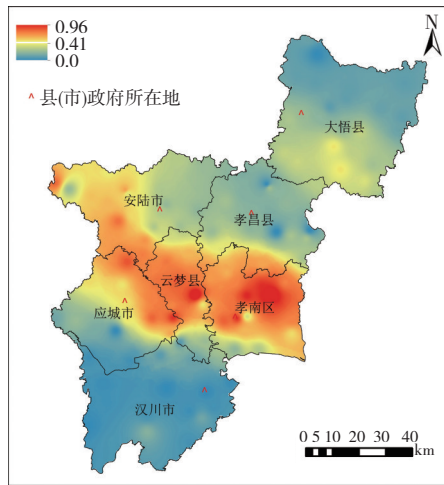 0.96
0.41
0.0
N
^ 县(市)政府所在地
大悟县
安陆市
孝昌县
云梦县
孝南区
应城市
汉川市
0 5 10 20 30 40
km